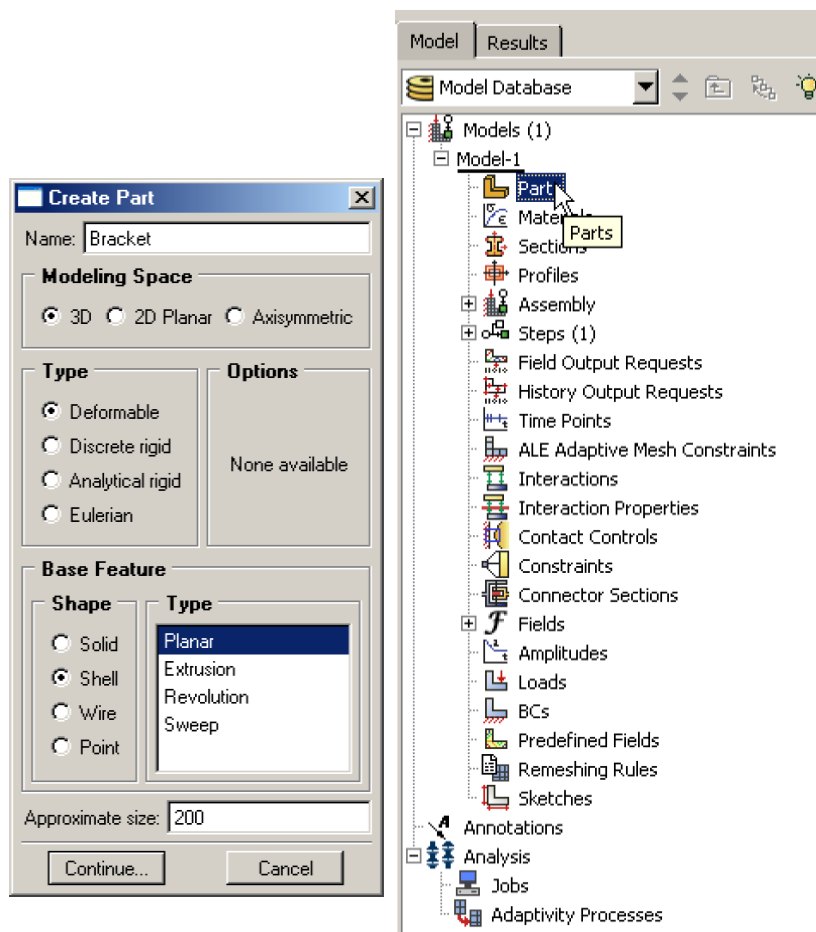 Create Part
Name: Bracket
Modeling Space
3D 2D Planar Axisymmetric
Type
Deformable
Discrete rigid
Analytical rigid
Eulerian
Options
None available
Base Feature
Shape
Solid
Shell
Wire
Point
Type
Planar
Extrusion
Revolution
Sweep
Approximate size: 200
Continue... Cancel
Model Results
Model Database
Models (1)
Model-1
Part
Parts
Sections
Profiles
Assembly
Steps (1)
Field Output Requests
History Output Requests
Time Points
ALE Adaptive Mesh Constraints
Interactions
Interaction Properties
Contact Controls
Constraints
Connector Sections
Fields
Amplitudes
Loads
BCs
Predefined Fields
Remeshing Rules
Sketches
Annotations
Analysis
Jobs
Adaptivity Processes